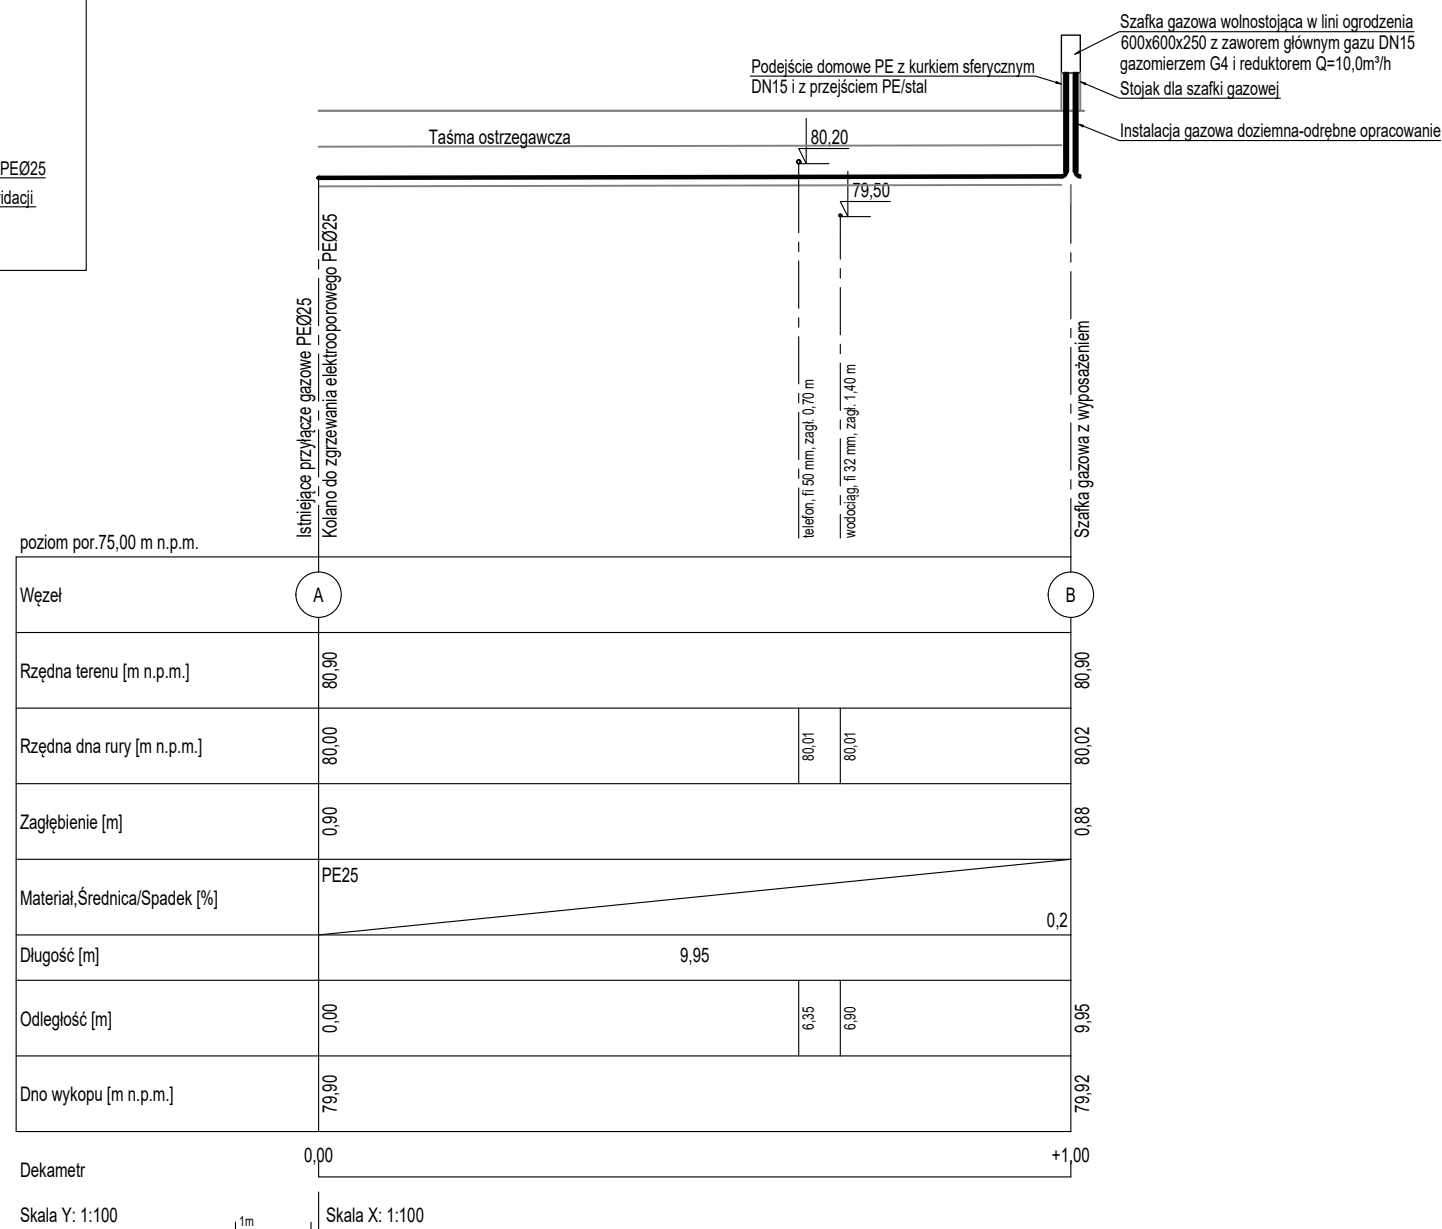 Szafka gazowa wolnostojąca w lini ogrodzenia
600x600x250 z zaworem głównym gazu DN15
gazomierzem G4 i reduktorem Q=10,0m³/h
Podejście domowe PE z kurkiem sferycznym
DN15 i z przejściem PE/stal
Stojak dla szafki gazowej
Instalacja gazowa doziemna-odrębne opracowanie
Taśma ostrzegawcza
80,20
79,50
PEØ25
idacji
Istniejące przyłącze gazowe PEØ25
Kolano do zgrzewania elektrooporowego PEØ25
telefon, fi 50 mm, zagł. 0,70 m
wodociąg, fi 32 mm, zagł. 1,40 m
Szafka gazowa z wyposażeniem
poziom por.75,00 m n.p.m.
Węzeł
A
B
Rzędna terenu [m n.p.m.]
80,90
80,90
Rzędna dna rury [m n.p.m.]
80,00
80,01
80,01
80,02
Zagłębienie [m]
0,90
0,88
Materiał,Średnica/Spadek [%]
PE25
0,2
Długość [m]
9,95
Odległość [m]
0,00
6,35
6,90
9,95
Dno wykopu [m n.p.m.]
79,90
79,92
Dekametr
0,00
+1,00
Skala Y: 1:100
1m
Skala X: 1:100